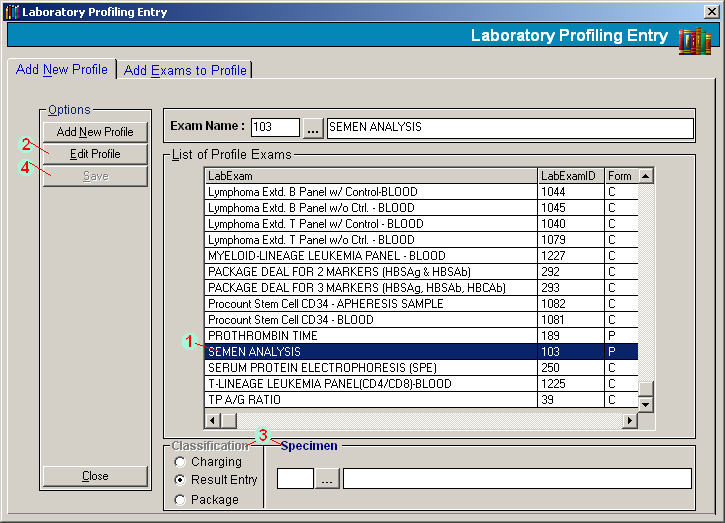 Laboratory Profiling Entry
Laboratory Profiling Entry
Add New Profile Add Exams to Profile
Options
Add New Profile
2 Edit Profile
4 Save
Close
Exam Name : 103 ... SEMEN ANALYSIS
List of Profile Exams
LabExam LabExamID Form
Lymphoma Extd. B Panel w/ Control-BLOOD 1044 C
Lymphoma Extd. B Panel w/o Ctrl. - BLOOD 1045 C
Lymphoma Extd. T Panel w/ Control - BLOOD 1040 C
Lymphoma Extd. T Panel w/o Ctrl. - BLOOD 1079 C
MYELOID-LINEAGE LEUKEMIA PANEL - BLOOD 1227 C
PACKAGE DEAL FOR 2 MARKERS (HBSAg & HBSAb) 292 C
PACKAGE DEAL FOR 3 MARKERS (HBSAg, HBSAb, HBCAb) 293 C
Procount Stem Cell CD34 - APHERESIS SAMPLE 1082 C
Procount Stem Cell CD34 - BLOOD 1081 C
PROTHROMBIN TIME 189 P
1 SEMEN ANALYSIS 103 P
SERUM PROTEIN ELECTROPHORESIS (SPE) 250 C
T-LINEAGE LEUKEMIA PANEL(CD4/CD8)-BLOOD 1225 C
TP A/G RATIO 39 C
Classification 3 Specimen
Charging
Result Entry ...
Package